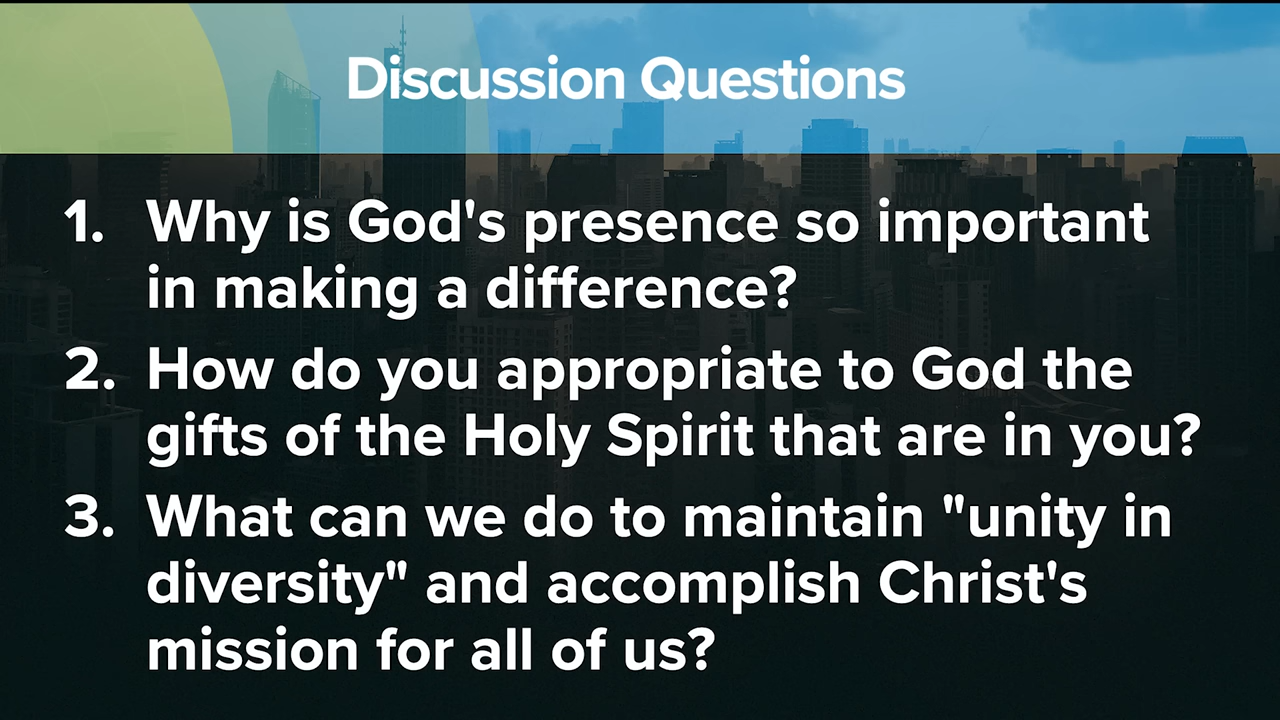 Discussion Questions
1. Why is God's presence so important
in making a difference?
2. How do you appropriate to God the
gifts of the Holy Spirit that are in you?
3. What can we do to maintain "unity in
diversity" and accomplish Christ's
mission for all of us?